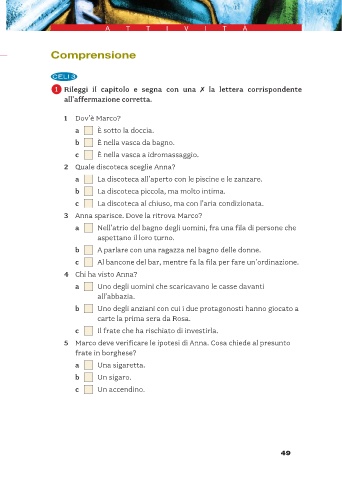 ATTIVITÀ
Comprensione
CELI 3
1 Rileggi il capitolo e segna con una ✗ la lettera corrispondente
all'affermazione corretta.
1 Dov'è Marco?
a È sotto la doccia.
b È nella vasca da bagno.
c È nella vasca a idromassaggio.
2 Quale discoteca sceglie Anna?
a La discoteca all'aperto con le piscine e le zanzare.
b La discoteca piccola, ma molto intima.
c La discoteca al chiuso, ma con l'aria condizionata.
3 Anna sparisce. Dove la ritrova Marco?
a Nell'atrio del bagno degli uomini, fra una fila di persone che
aspettano il loro turno.
b A parlare con una ragazza nel bagno delle donne.
c Al bancone del bar, mentre fa la fila per fare un'ordinazione.
4 Chi ha visto Anna?
a Uno degli uomini che scaricavano le casse davanti
all'abbazia.
b Uno degli anziani con cui i due protagonosti hanno giocato a
carte la prima sera da Rosa.
c Il frate che ha rischiato di investirla.
5 Marco deve verificare le ipotesi di Anna. Cosa chiede al presunto
frate in borghese?
a Una sigaretta.
b Un sigaro.
c Un accendino.
49